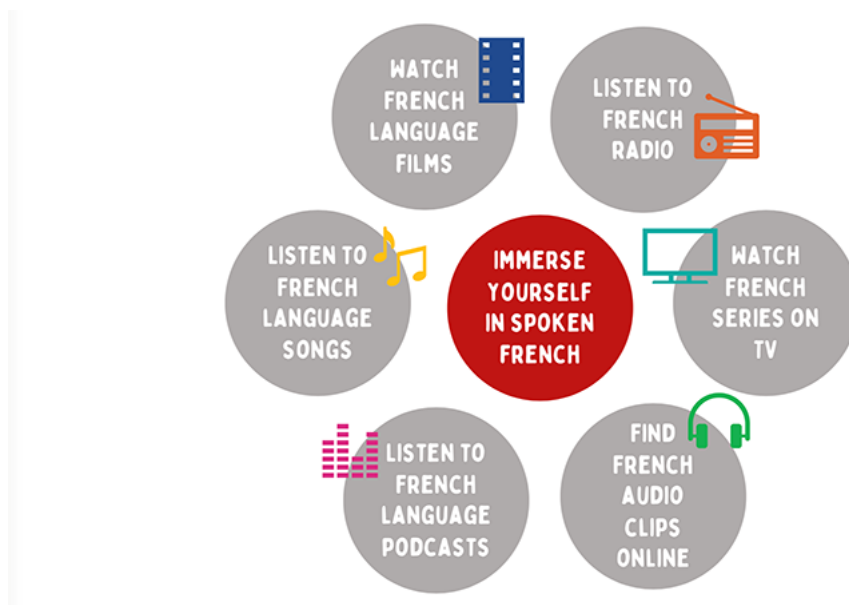 WATCH
FRENCH
LANGUAGE
FILMS
LISTEN TO
FRENCH
RADIO
LISTEN TO
FRENCH
LANGUAGE
SONGS
IMMERSE
YOURSELF
IN SPOKEN
FRENCH
WATCH
FRENCH
SERIES ON
TV
LISTEN TO
FRENCH
LANGUAGE
PODCASTS
FIND
FRENCH
AUDIO
CLIPS
ONLINE